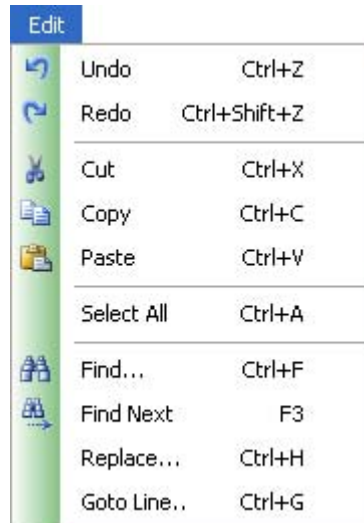 Edit
Undo Ctrl+Z
Redo Ctrl+Shift+Z
Cut Ctrl+X
Copy Ctrl+C
Paste Ctrl+V
Select All Ctrl+A
Find... Ctrl+F
Find Next F3
Replace... Ctrl+H
Goto Line.. Ctrl+G